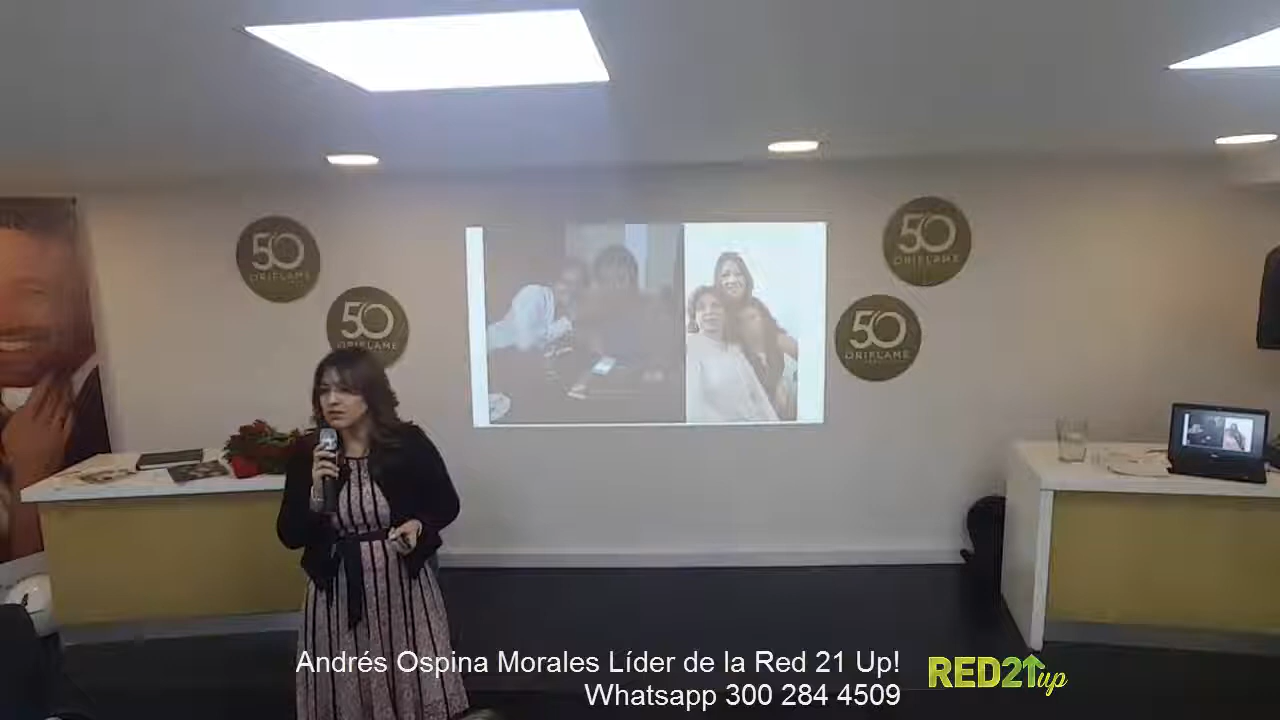 50
ORIFLAME
50
ORIFLAME
50
ORIFLAME
50
ORIFLAME
Andrés Ospina Morales Líder de la Red 21 Up!
Whatsapp 300 284 4509
RED21up